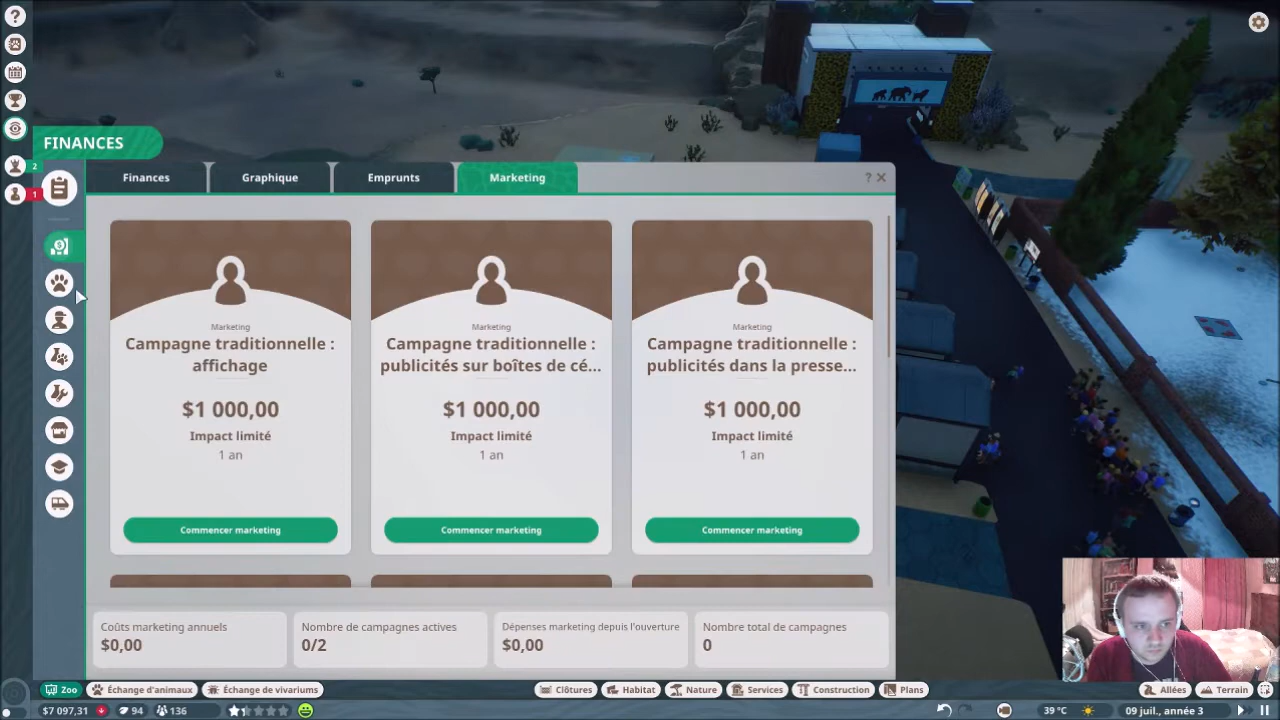 FINANCES
2
1
Finances
Graphique
Emprunts
Marketing
?
Marketing
Campagne traditionnelle :
affichage
$1 000,00
Impact limité
1 an
Commencer marketing
Marketing
Campagne traditionnelle :
publicités sur boîtes de cé...
$1 000,00
Impact limité
1 an
Commencer marketing
Marketing
Campagne traditionnelle :
publicités dans la presse...
$1 000,00
Impact limité
1 an
Commencer marketing
Coûts marketing annuels
$0,00
Nombre de campagnes actives
0/2
Dépenses marketing depuis l'ouverture
$0,00
Nombre total de campagnes
0
Zoo
Échange d'animaux
Échange de vivariums
Clôtures
Habitat
Nature
Services
Construction
Plans
Allées
Terrain
$7 097,31
94
136
39 °C
09 juil., année 3